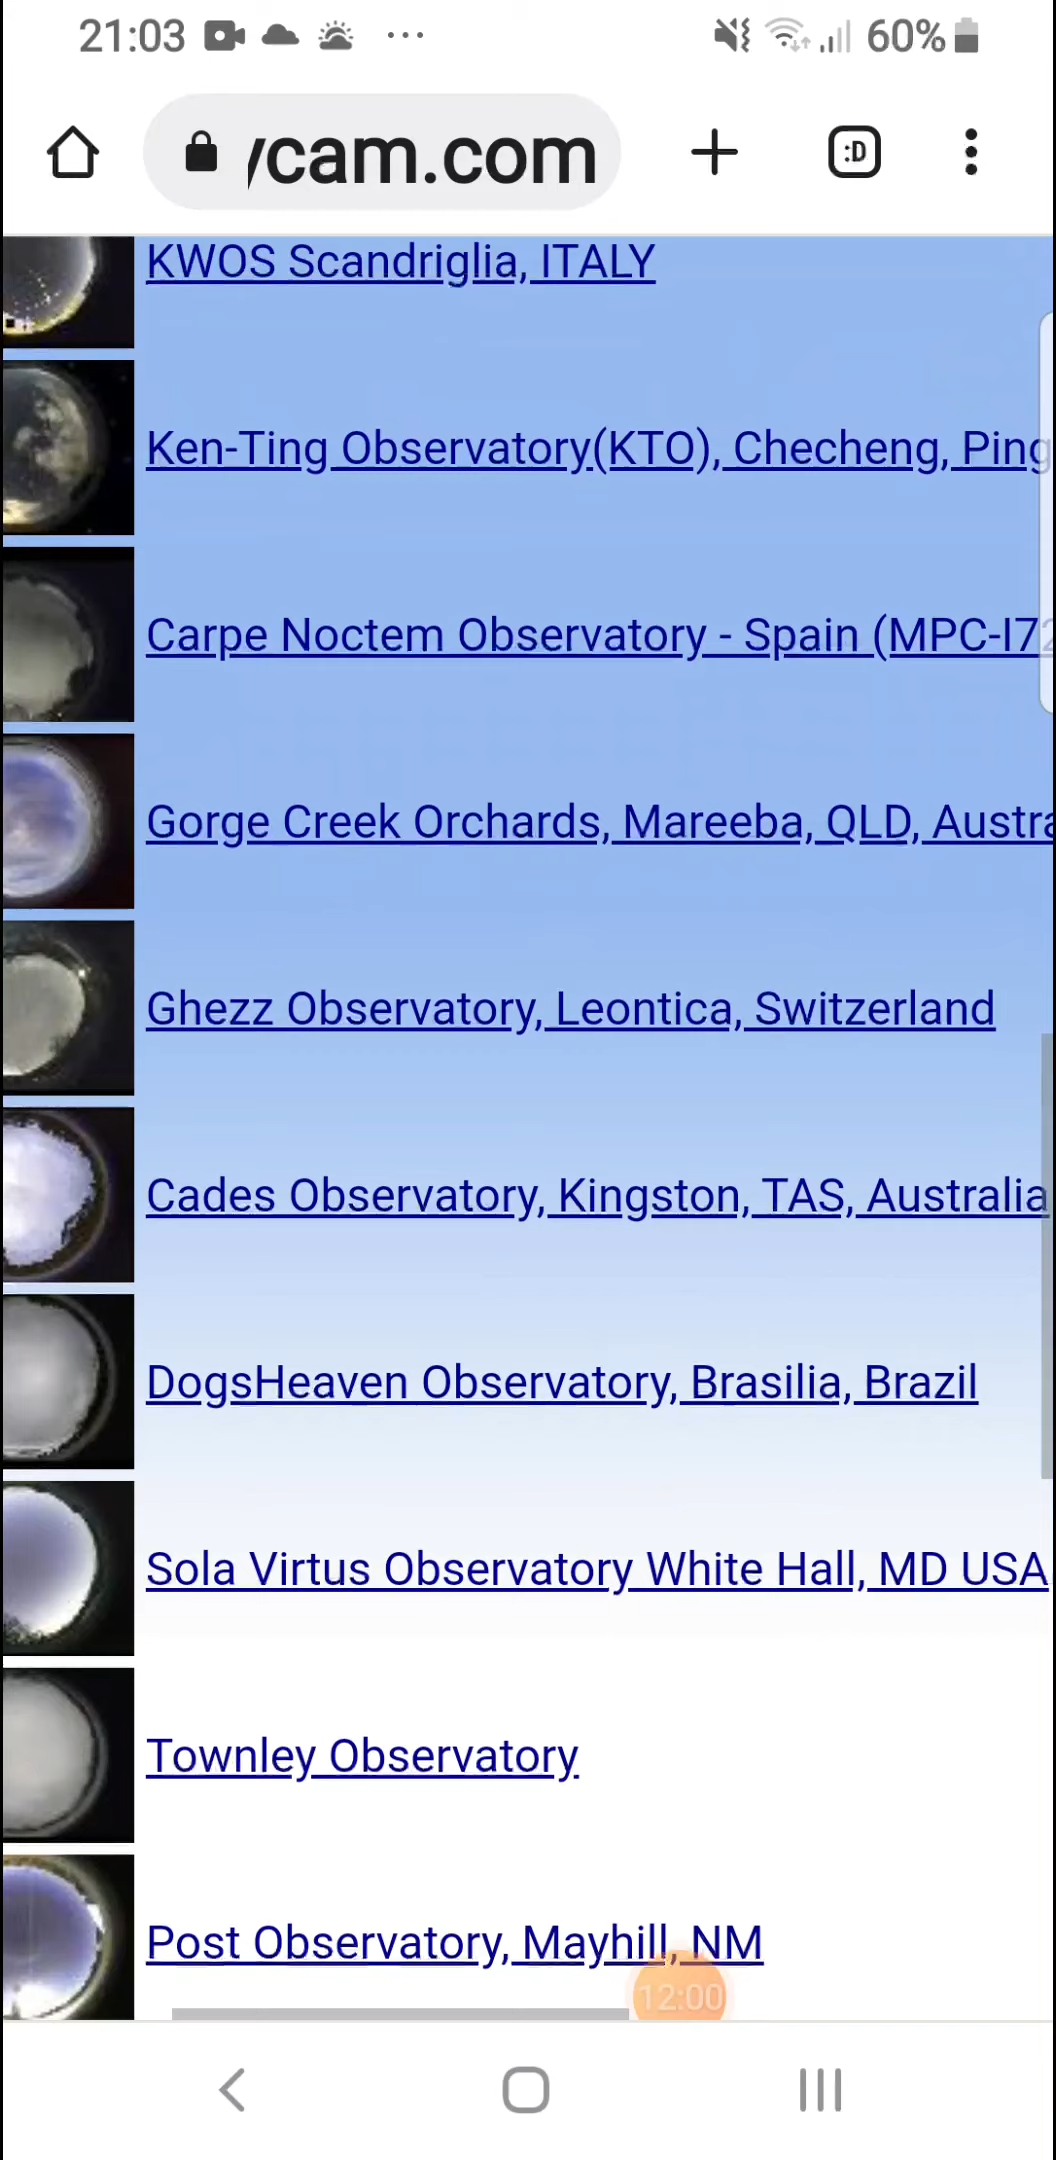 21:03 60%
ycam.com :D
KWOS Scandriglia, ITALY
Ken-Ting Observatory(KTO), Checheng, Ping
Carpe Noctem Observatory - Spain (MPC-I72
Gorge Creek Orchards, Mareeba, QLD, Austra
Ghezz Observatory, Leontica, Switzerland
Cades Observatory, Kingston, TAS, Australia
DogsHeaven Observatory, Brasilia, Brazil
Sola Virtus Observatory White Hall, MD USA
Townley Observatory
Post Observatory, Mayhill, NM
12:00